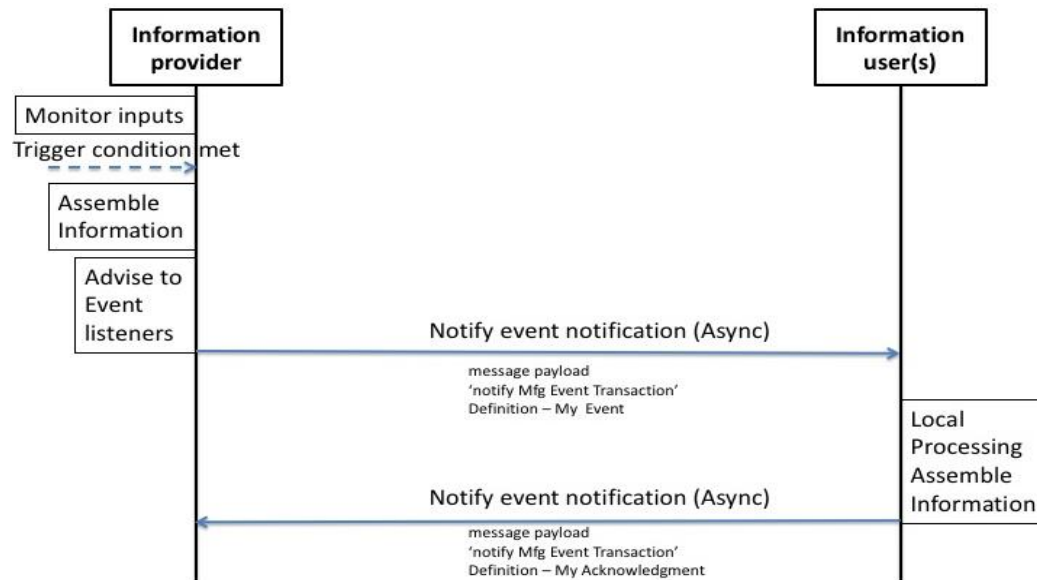 Information
provider
Information
user(s)
Monitor inputs
Trigger condition met
Assemble
Information
Advise to
Event
listeners
Notify event notification (Async)
message payload
'notify Mfg Event Transaction'
Definition – My  Event
Local
Processing
Assemble
Information
Notify event notification (Async)
message payload
'notify Mfg Event Transaction'
Definition – My Acknowledgment